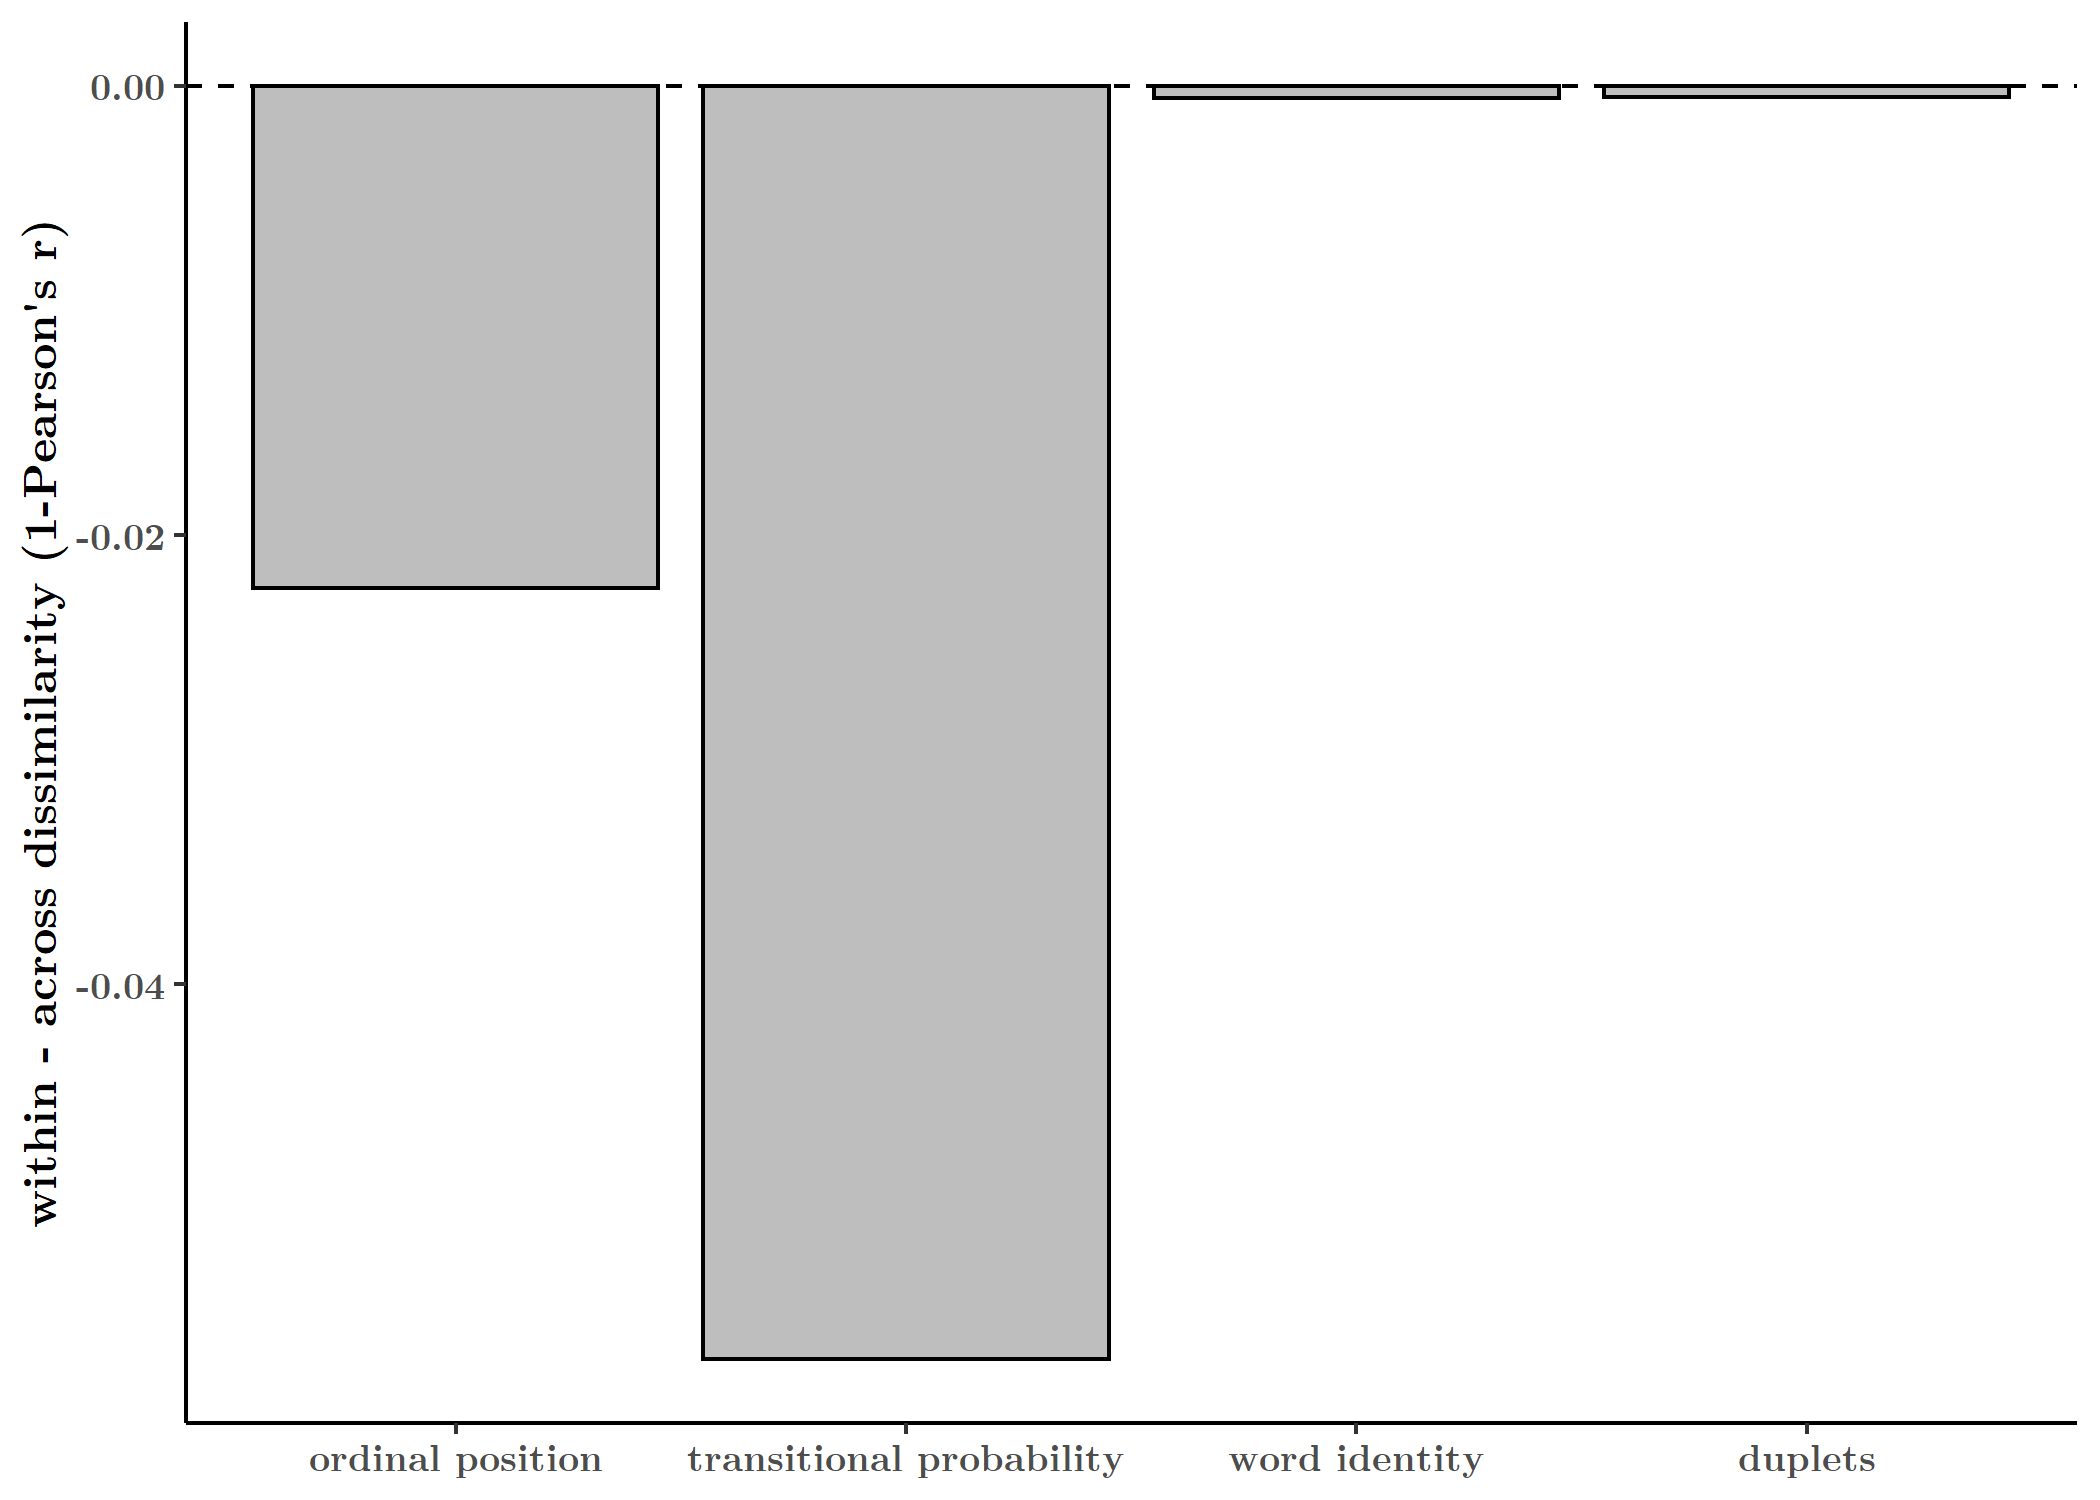 within - across dissimilarity (1-Pearson's r)
0.00
-0.02
-0.04
ordinal position
transitional probability
word identity
duplets